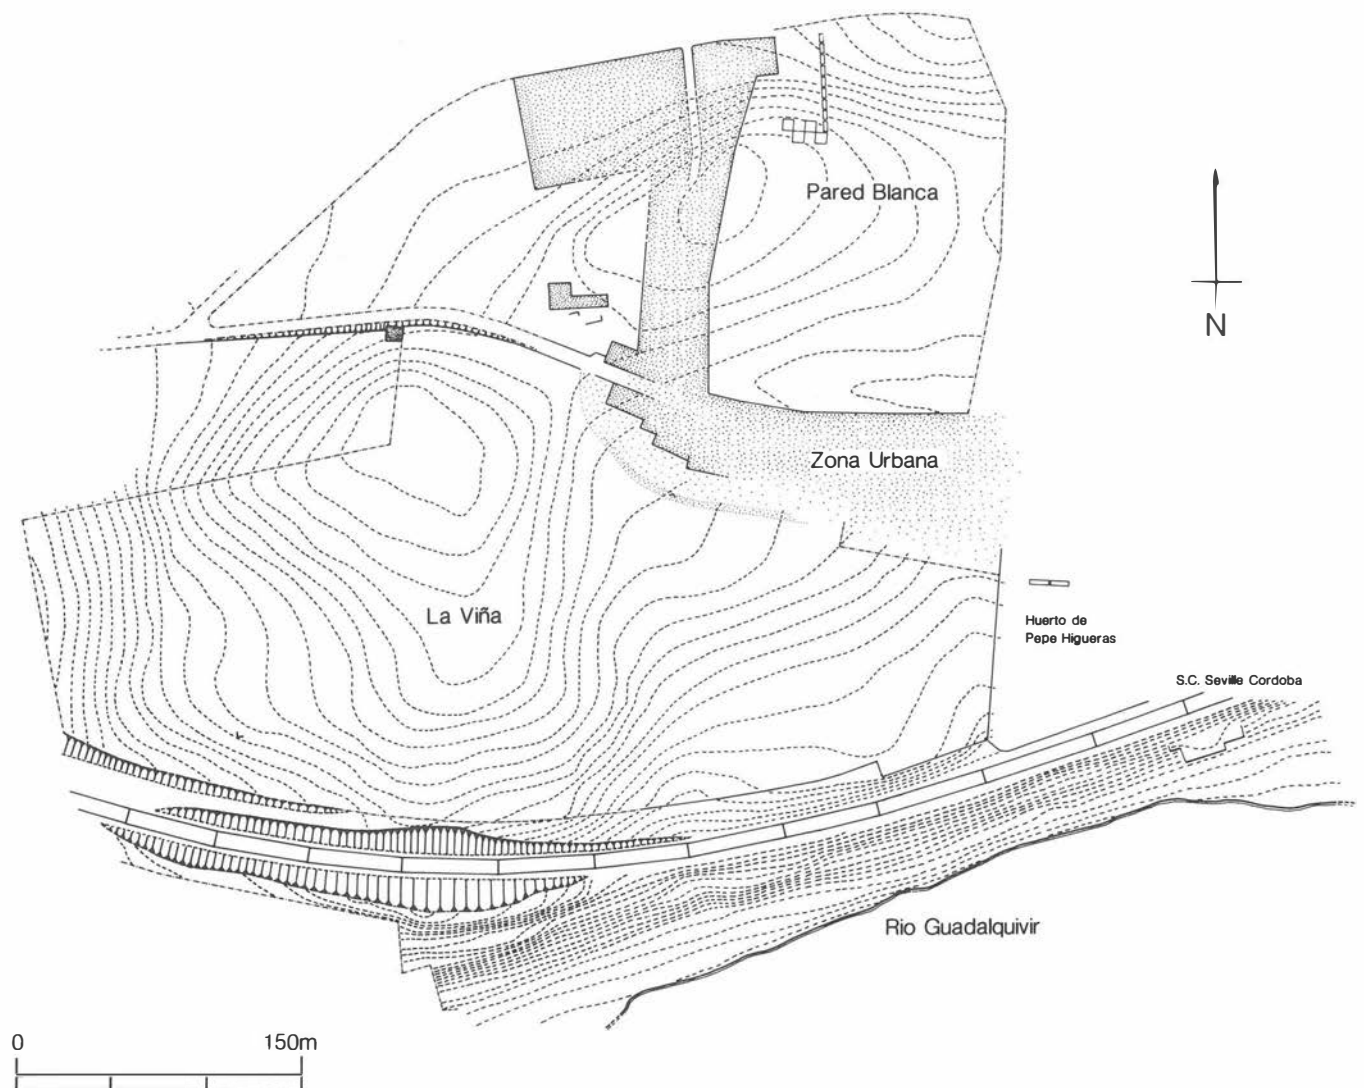 Pared Blanca
N
Zona Urbana
La Viña
Huerto de
Pepe Higueras
S.C. Seville Cordoba
Rio Guadalquivir
0 150m